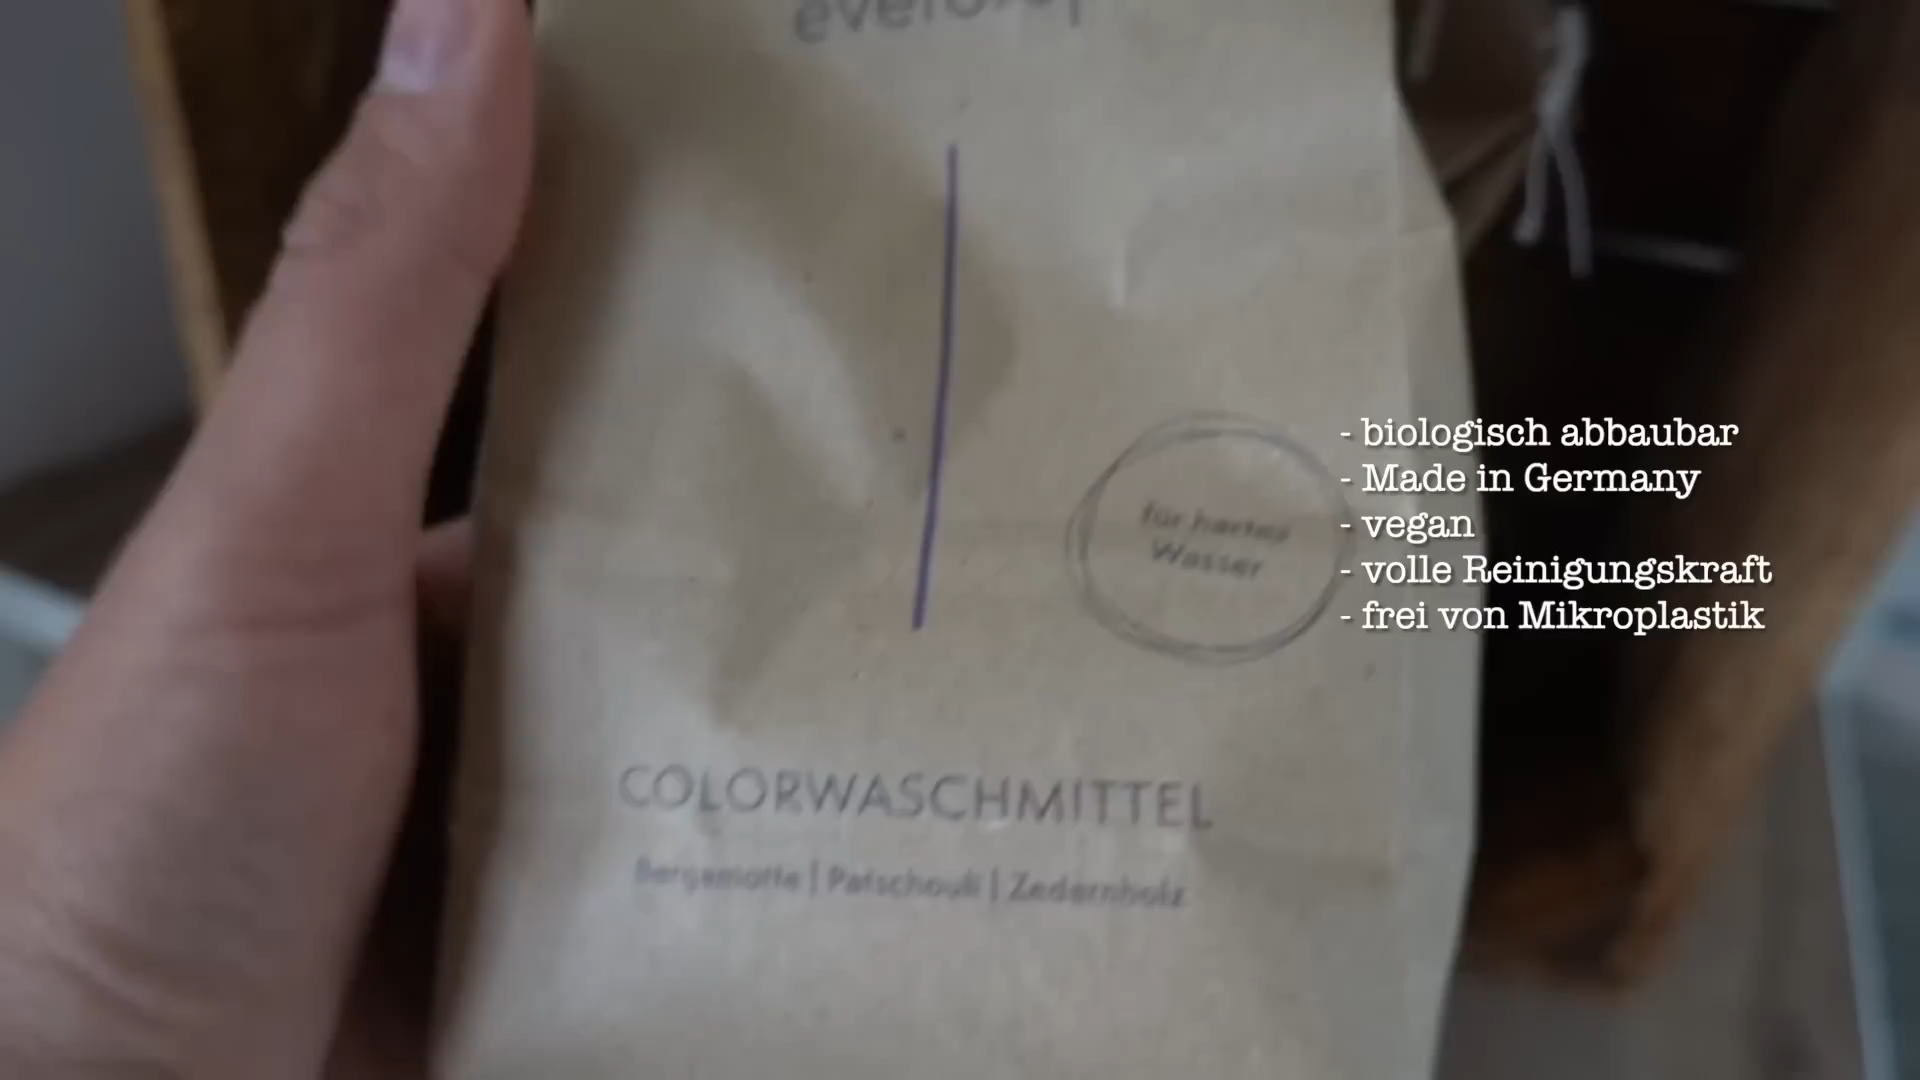 für hartes
Wasser
- biologisch abbaubar
- Made in Germany
- vegan
- volle Reinigungskraft
- frei von Mikroplastik
COLORWASCHMITTEL
Bergamotte | Patschouli | Zedernholz